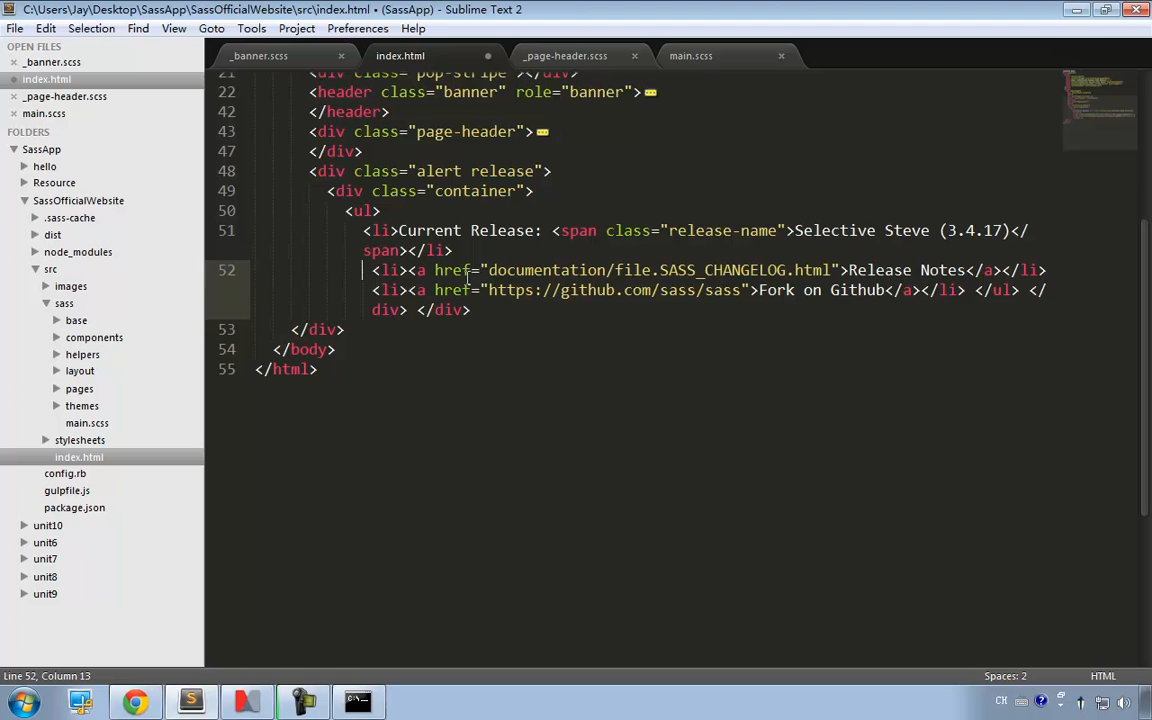 C:\Users\Jay\Desktop\SassApp\SassOfficialWebsite\src\index.html • (SassApp) - Sublime Text 2
File Edit Selection Find View Goto Tools Project Preferences Help
OPEN FILES
_banner.scss
index.html
_page-header.scss
main.scss
FOLDERS
SassApp
hello
Resource
SassOfficialWebsite
.sass-cache
dist
node_modules
src
images
sass
base
components
helpers
layout
pages
themes
main.scss
stylesheets
index.html
config.rb
gulpfile.js
package.json
unit10
unit6
unit7
unit8
unit9
_banner.scss × index.html • _page-header.scss × main.scss ×
21 <div class="pop-stripe"></div>
22 <header class="banner" role="banner">
42 </header>
43 <div class="page-header">
47 </div>
48 <div class="alert release">
49 <div class="container">
50 <ul>
51 <li>Current Release: <span class="release-name">Selective Steve (3.4.17)</
span></li>
52 <li><a href="documentation/file.SASS_CHANGELOG.html">Release Notes</a></li>
<li><a href="https://github.com/sass/sass">Fork on Github</a></li> </ul> </
div> </div>
53 </div>
54 </body>
55 </html>
Line 52, Column 13 Spaces: 2 HTML
CH